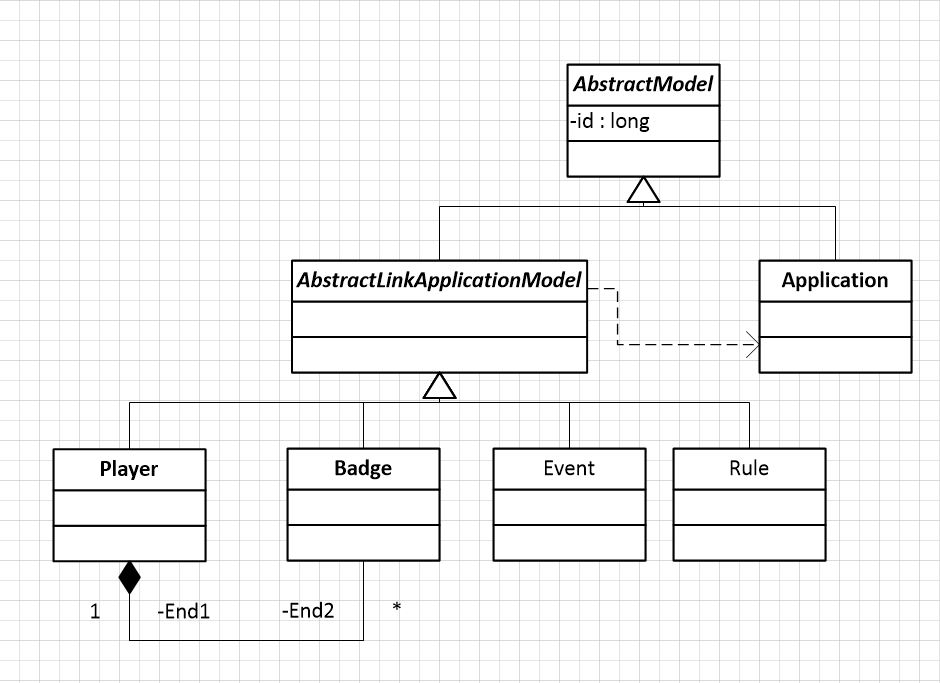 AbstractModel
-id : long
AbstractLinkApplicationModel
Application
Player
Badge
Event
Rule
1
-End1
-End2
*